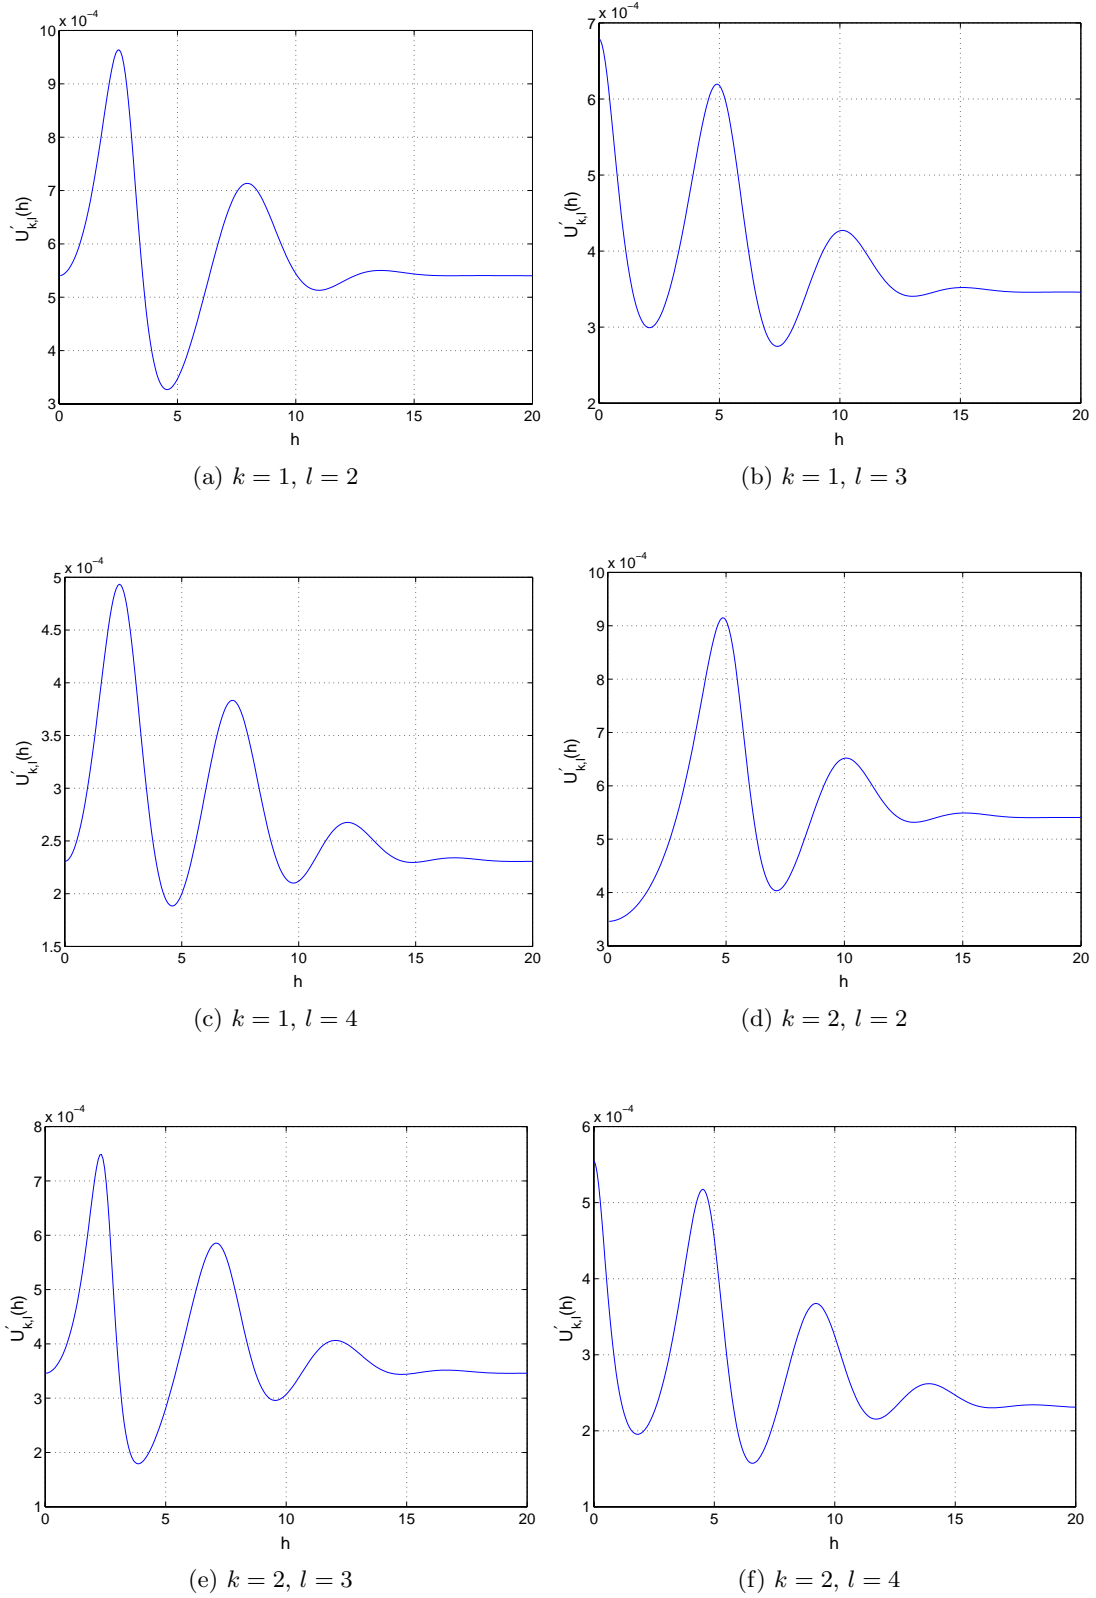 x 10⁻⁴
10
9
8
7
6
5
4
3
0 5 10 15 20
U′k,l(h)
h
(a) k = 1, l = 2
x 10⁻⁴
7
6
5
4
3
2
0 5 10 15 20
U′k,l(h)
h
(b) k = 1, l = 3
x 10⁻⁴
5
4.5
4
3.5
3
2.5
2
1.5
0 5 10 15 20
U′k,l(h)
h
(c) k = 1, l = 4
x 10⁻⁴
10
9
8
7
6
5
4
3
0 5 10 15 20
U′k,l(h)
h
(d) k = 2, l = 2
x 10⁻⁴
8
7
6
5
4
3
2
1
0 5 10 15 20
U′k,l(h)
h
(e) k = 2, l = 3
x 10⁻⁴
6
5
4
3
2
1
0 5 10 15 20
U′k,l(h)
h
(f) k = 2, l = 4